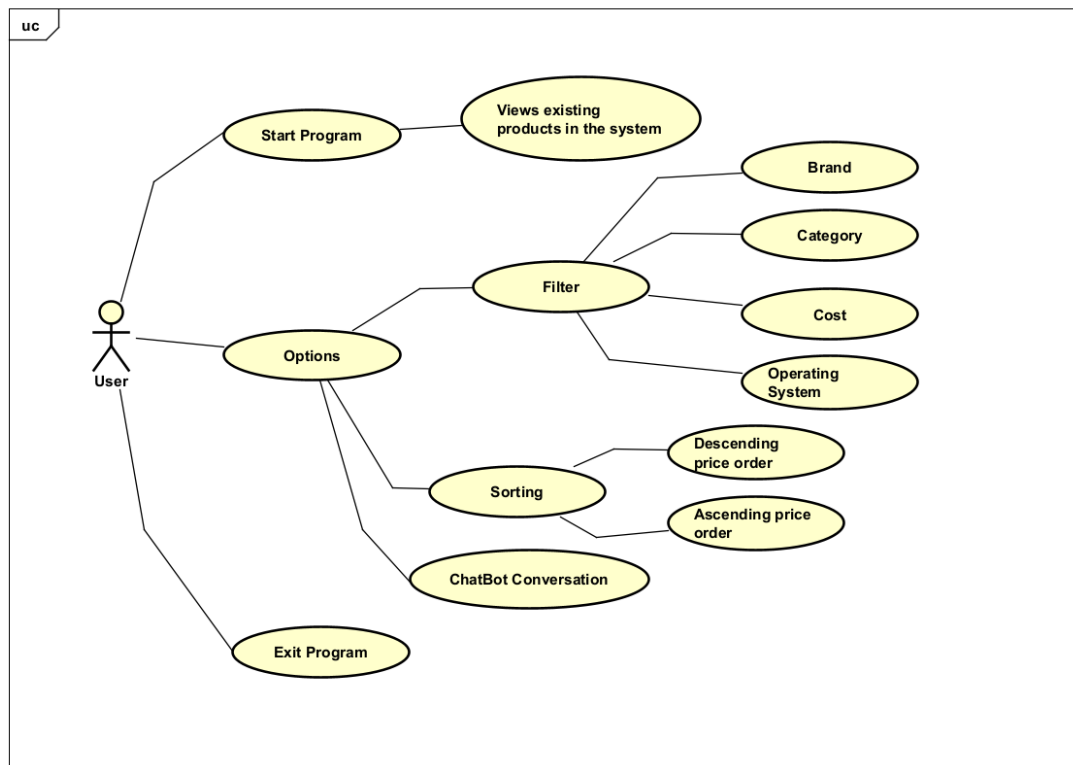 uc
Start Program
Views existing
products in the system
Brand
Category
Filter
Cost
Options
User
Operating
System
Descending
price order
Sorting
Ascending price
order
ChatBot Conversation
Exit Program